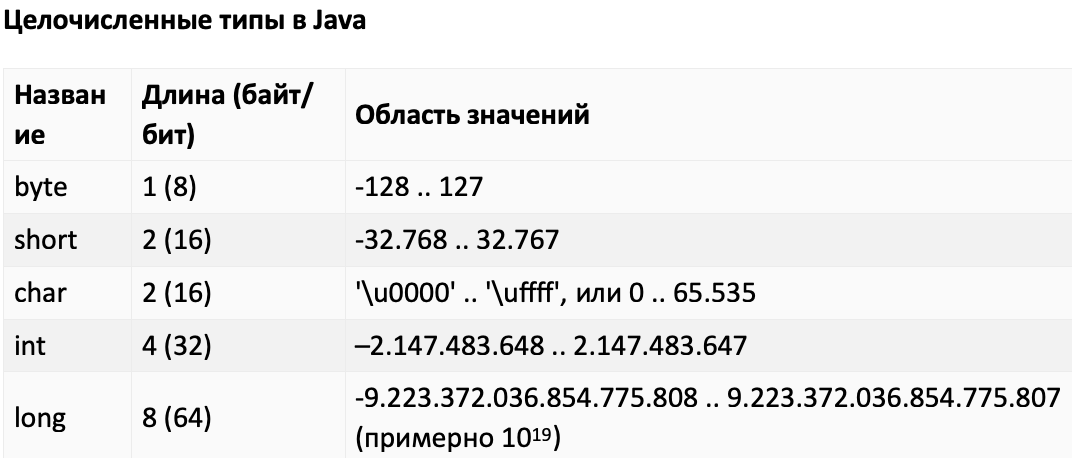 Целочисленные типы в Java
Назван
ие
Длина (байт/
бит)
Область значений
byte
1 (8)
-128 .. 127
short
2 (16)
-32.768 .. 32.767
char
2 (16)
'\u0000' .. '\uffff', или 0 .. 65.535
int
4 (32)
–2.147.483.648 .. 2.147.483.647
long
8 (64)
-9.223.372.036.854.775.808 .. 9.223.372.036.854.775.807
(примерно 10¹⁹)